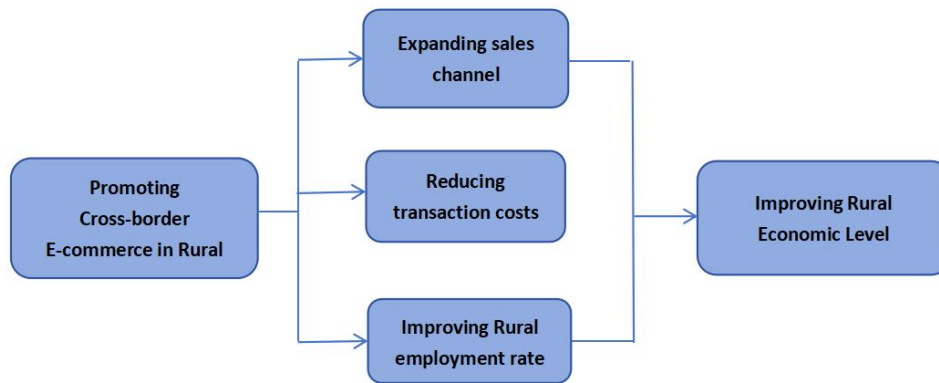 Promoting
Cross-border
E-commerce in Rural
Expanding sales
channel
Reducing
transaction costs
Improving Rural
employment rate
Improving Rural
Economic Level